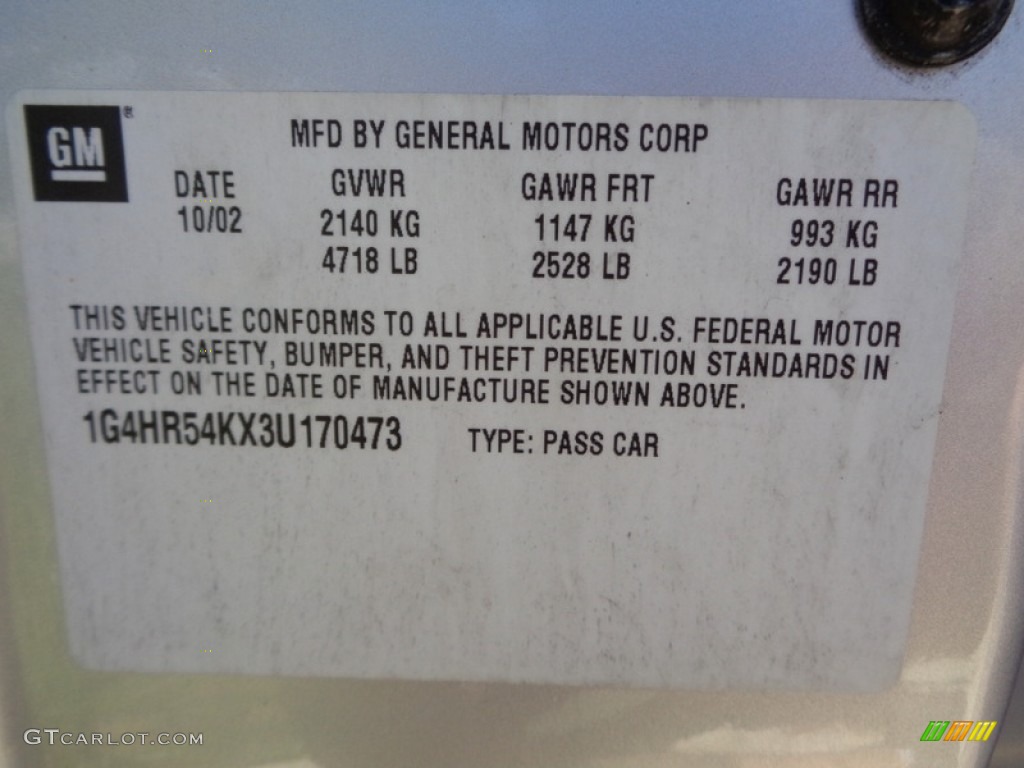 GM®
MFD BY GENERAL MOTORS CORP
DATE GVWR GAWR FRT GAWR RR
10/02 2140 KG 1147 KG 993 KG
4718 LB 2528 LB 2190 LB
THIS VEHICLE CONFORMS TO ALL APPLICABLE U.S. FEDERAL MOTOR
VEHICLE SAFETY, BUMPER, AND THEFT PREVENTION STANDARDS IN
EFFECT ON THE DATE OF MANUFACTURE SHOWN ABOVE.
1G4HR54KX3U170473 TYPE: PASS CAR
GTCARLOT.COM